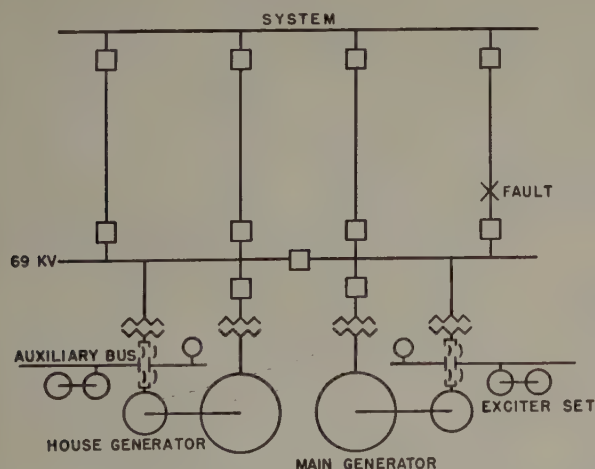 SYSTEM
FAULT
69 KV
AUXILIARY BUS
EXCITER SET
HOUSE GENERATOR
MAIN GENERATOR